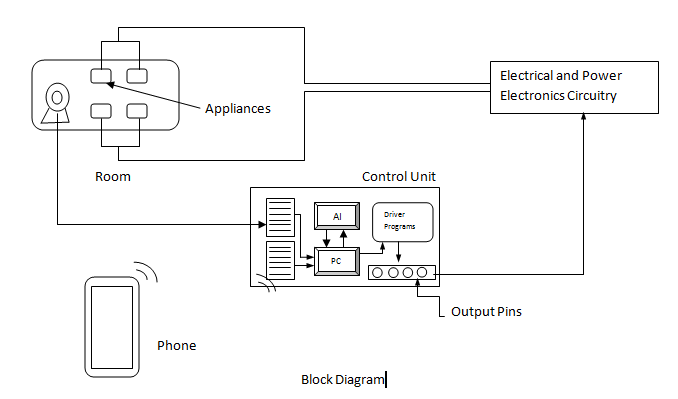 Electrical and Power
Electronics Circuitry
Appliances
Room
Control Unit
AI
Driver
Programs
PC
Output Pins
Phone
Block Diagram